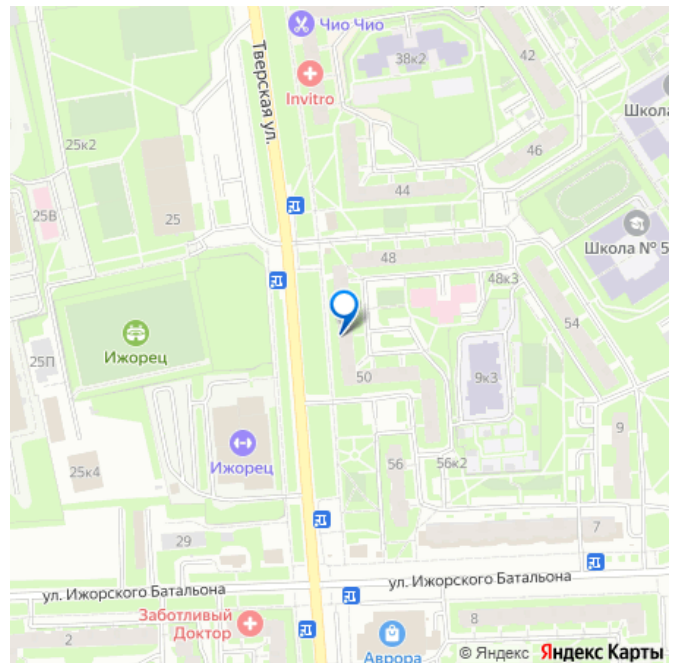 Чио Чио
38к2
42
Invitro
Тверская ул.
Школа
25к2
46
44
25В
25
Школа № 5
48
48к3
54
25П
Ижорец
50
9к3
9
Ижорец
56
56к2
25к4
7
29
ул. Ижорского Батальона
ул. Ижорского Батальона
Заботливый
Доктор
8
2
Аврора
© Яндекс Яндекс Карты